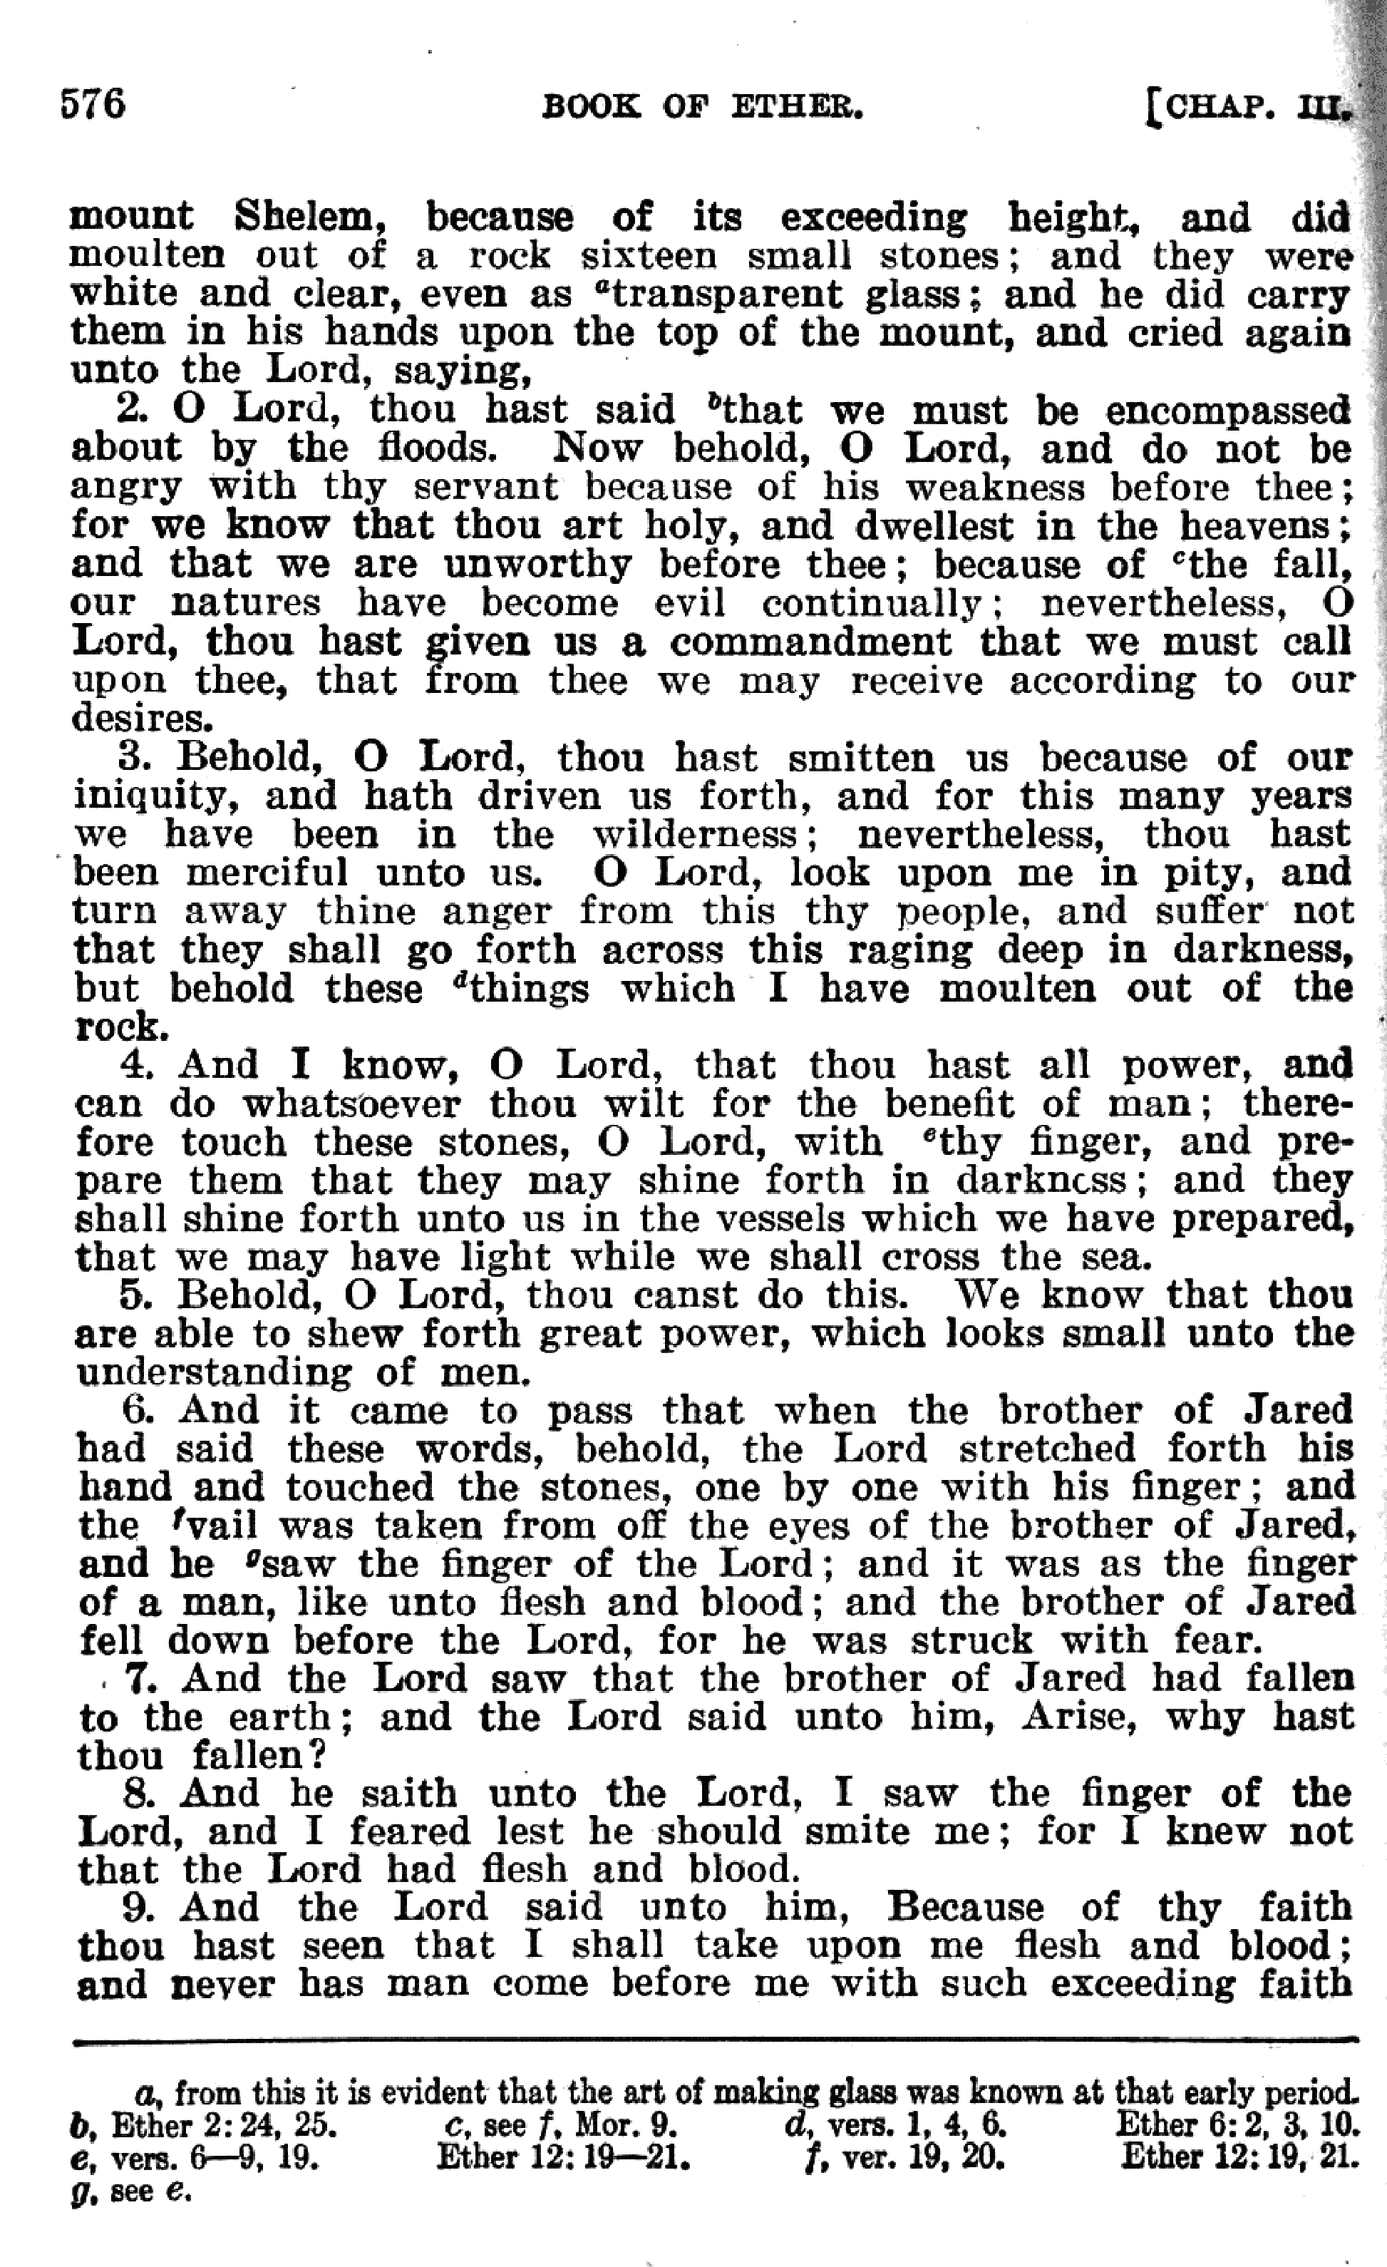 576 BOOK OF ETHER. [CHAP. III.
mount Shelem, because of its exceeding height, and did
moulten out of a rock sixteen small stones; and they were
white and clear, even as ᵃtransparent glass; and he did carry
them in his hands upon the top of the mount, and cried again
unto the Lord, saying,
2. O Lord, thou hast said ᵇthat we must be encompassed
about by the floods. Now behold, O Lord, and do not be
angry with thy servant because of his weakness before thee;
for we know that thou art holy, and dwellest in the heavens;
and that we are unworthy before thee; because of ᶜthe fall,
our natures have become evil continually; nevertheless, O
Lord, thou hast given us a commandment that we must call
upon thee, that from thee we may receive according to our
desires.
3. Behold, O Lord, thou hast smitten us because of our
iniquity, and hath driven us forth, and for this many years
we have been in the wilderness; nevertheless, thou hast
been merciful unto us. O Lord, look upon me in pity, and
turn away thine anger from this thy people, and suffer not
that they shall go forth across this raging deep in darkness,
but behold these ᵈthings which I have moulten out of the
rock.
4. And I know, O Lord, that thou hast all power, and
can do whatsoever thou wilt for the benefit of man; there-
fore touch these stones, O Lord, with ᵉthy finger, and pre-
pare them that they may shine forth in darkness; and they
shall shine forth unto us in the vessels which we have prepared,
that we may have light while we shall cross the sea.
5. Behold, O Lord, thou canst do this. We know that thou
are able to shew forth great power, which looks small unto the
understanding of men.
6. And it came to pass that when the brother of Jared
had said these words, behold, the Lord stretched forth his
hand and touched the stones, one by one with his finger; and
the ᶠvail was taken from off the eyes of the brother of Jared,
and he ᵍsaw the finger of the Lord; and it was as the finger
of a man, like unto flesh and blood; and the brother of Jared
fell down before the Lord, for he was struck with fear.
7. And the Lord saw that the brother of Jared had fallen
to the earth; and the Lord said unto him, Arise, why hast
thou fallen?
8. And he saith unto the Lord, I saw the finger of the
Lord, and I feared lest he should smite me; for I knew not
that the Lord had flesh and blood.
9. And the Lord said unto him, Because of thy faith
thou hast seen that I shall take upon me flesh and blood;
and never has man come before me with such exceeding faith
a, from this it is evident that the art of making glass was known at that early period.
b, Ether 2: 24, 25. c, see f, Mor. 9. d, vers. 1, 4, 6. Ether 6: 2, 3, 10.
e, vers. 6—9, 19. Ether 12: 19—21. f, ver. 19, 20. Ether 12: 19, 21.
g, see e.